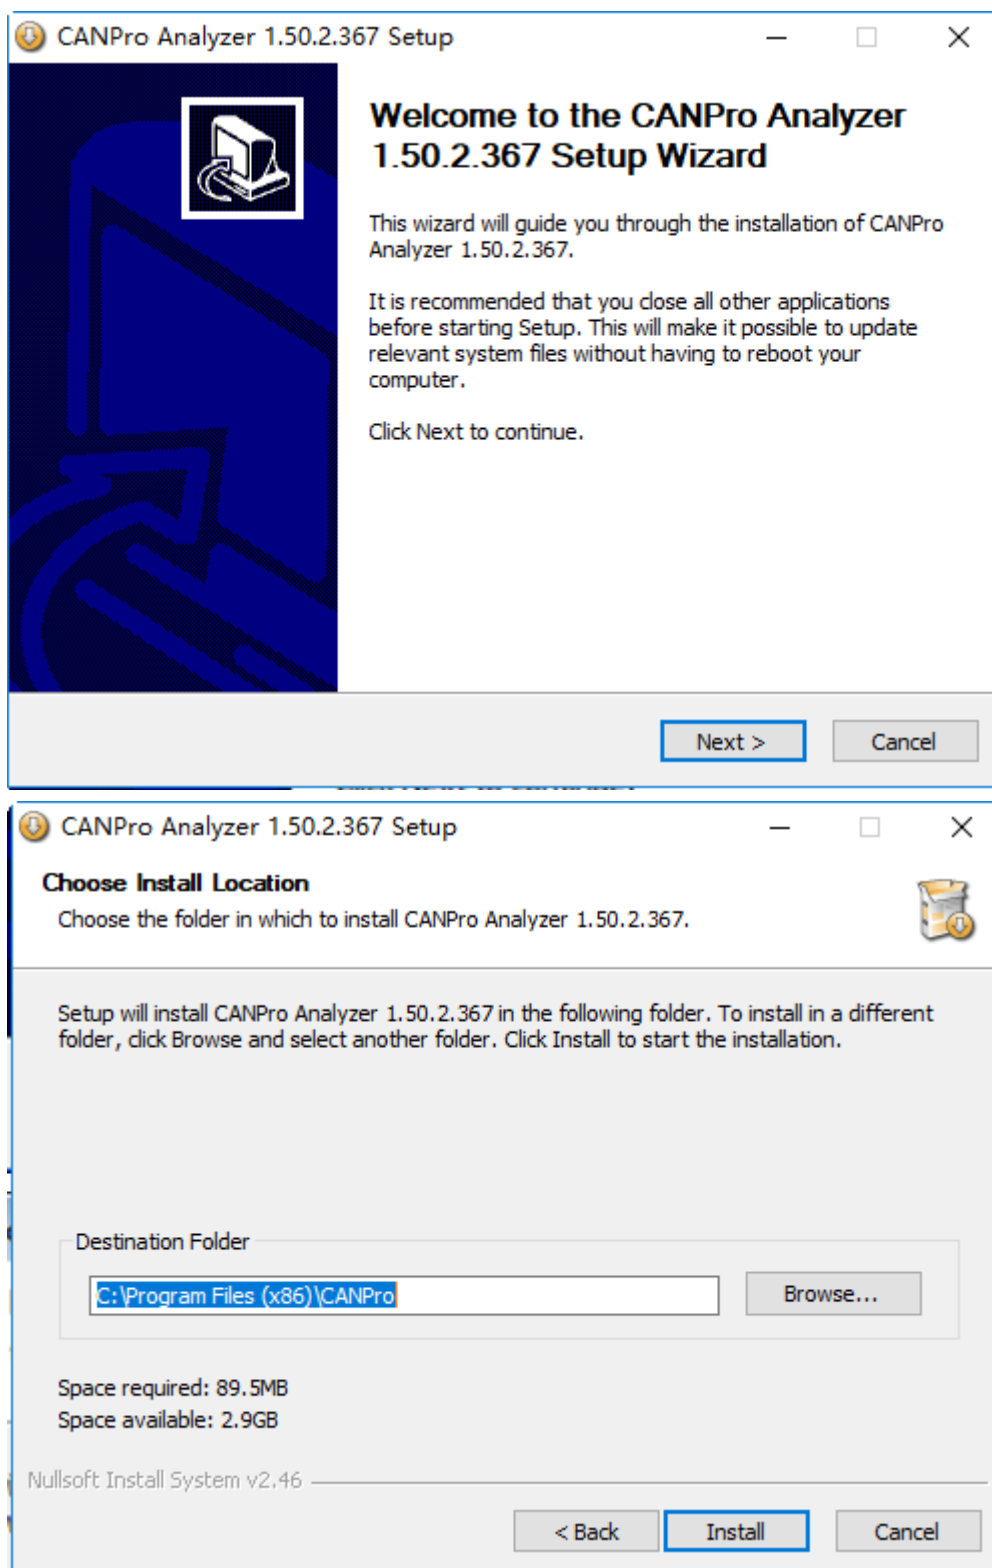 CANPro Analyzer 1.50.2.367 Setup
Welcome to the CANPro Analyzer
1.50.2.367 Setup Wizard
This wizard will guide you through the installation of CANPro
Analyzer 1.50.2.367.
It is recommended that you close all other applications
before starting Setup. This will make it possible to update
relevant system files without having to reboot your
computer.
Click Next to continue.
Next >
Cancel
CANPro Analyzer 1.50.2.367 Setup
Choose Install Location
Choose the folder in which to install CANPro Analyzer 1.50.2.367.
Setup will install CANPro Analyzer 1.50.2.367 in the following folder. To install in a different
folder, click Browse and select another folder. Click Install to start the installation.
Destination Folder
C:\Program Files (x86)\CANPro
Browse...
Space required: 89.5MB
Space available: 2.9GB
Nullsoft Install System v2.46
< Back
Install
Cancel